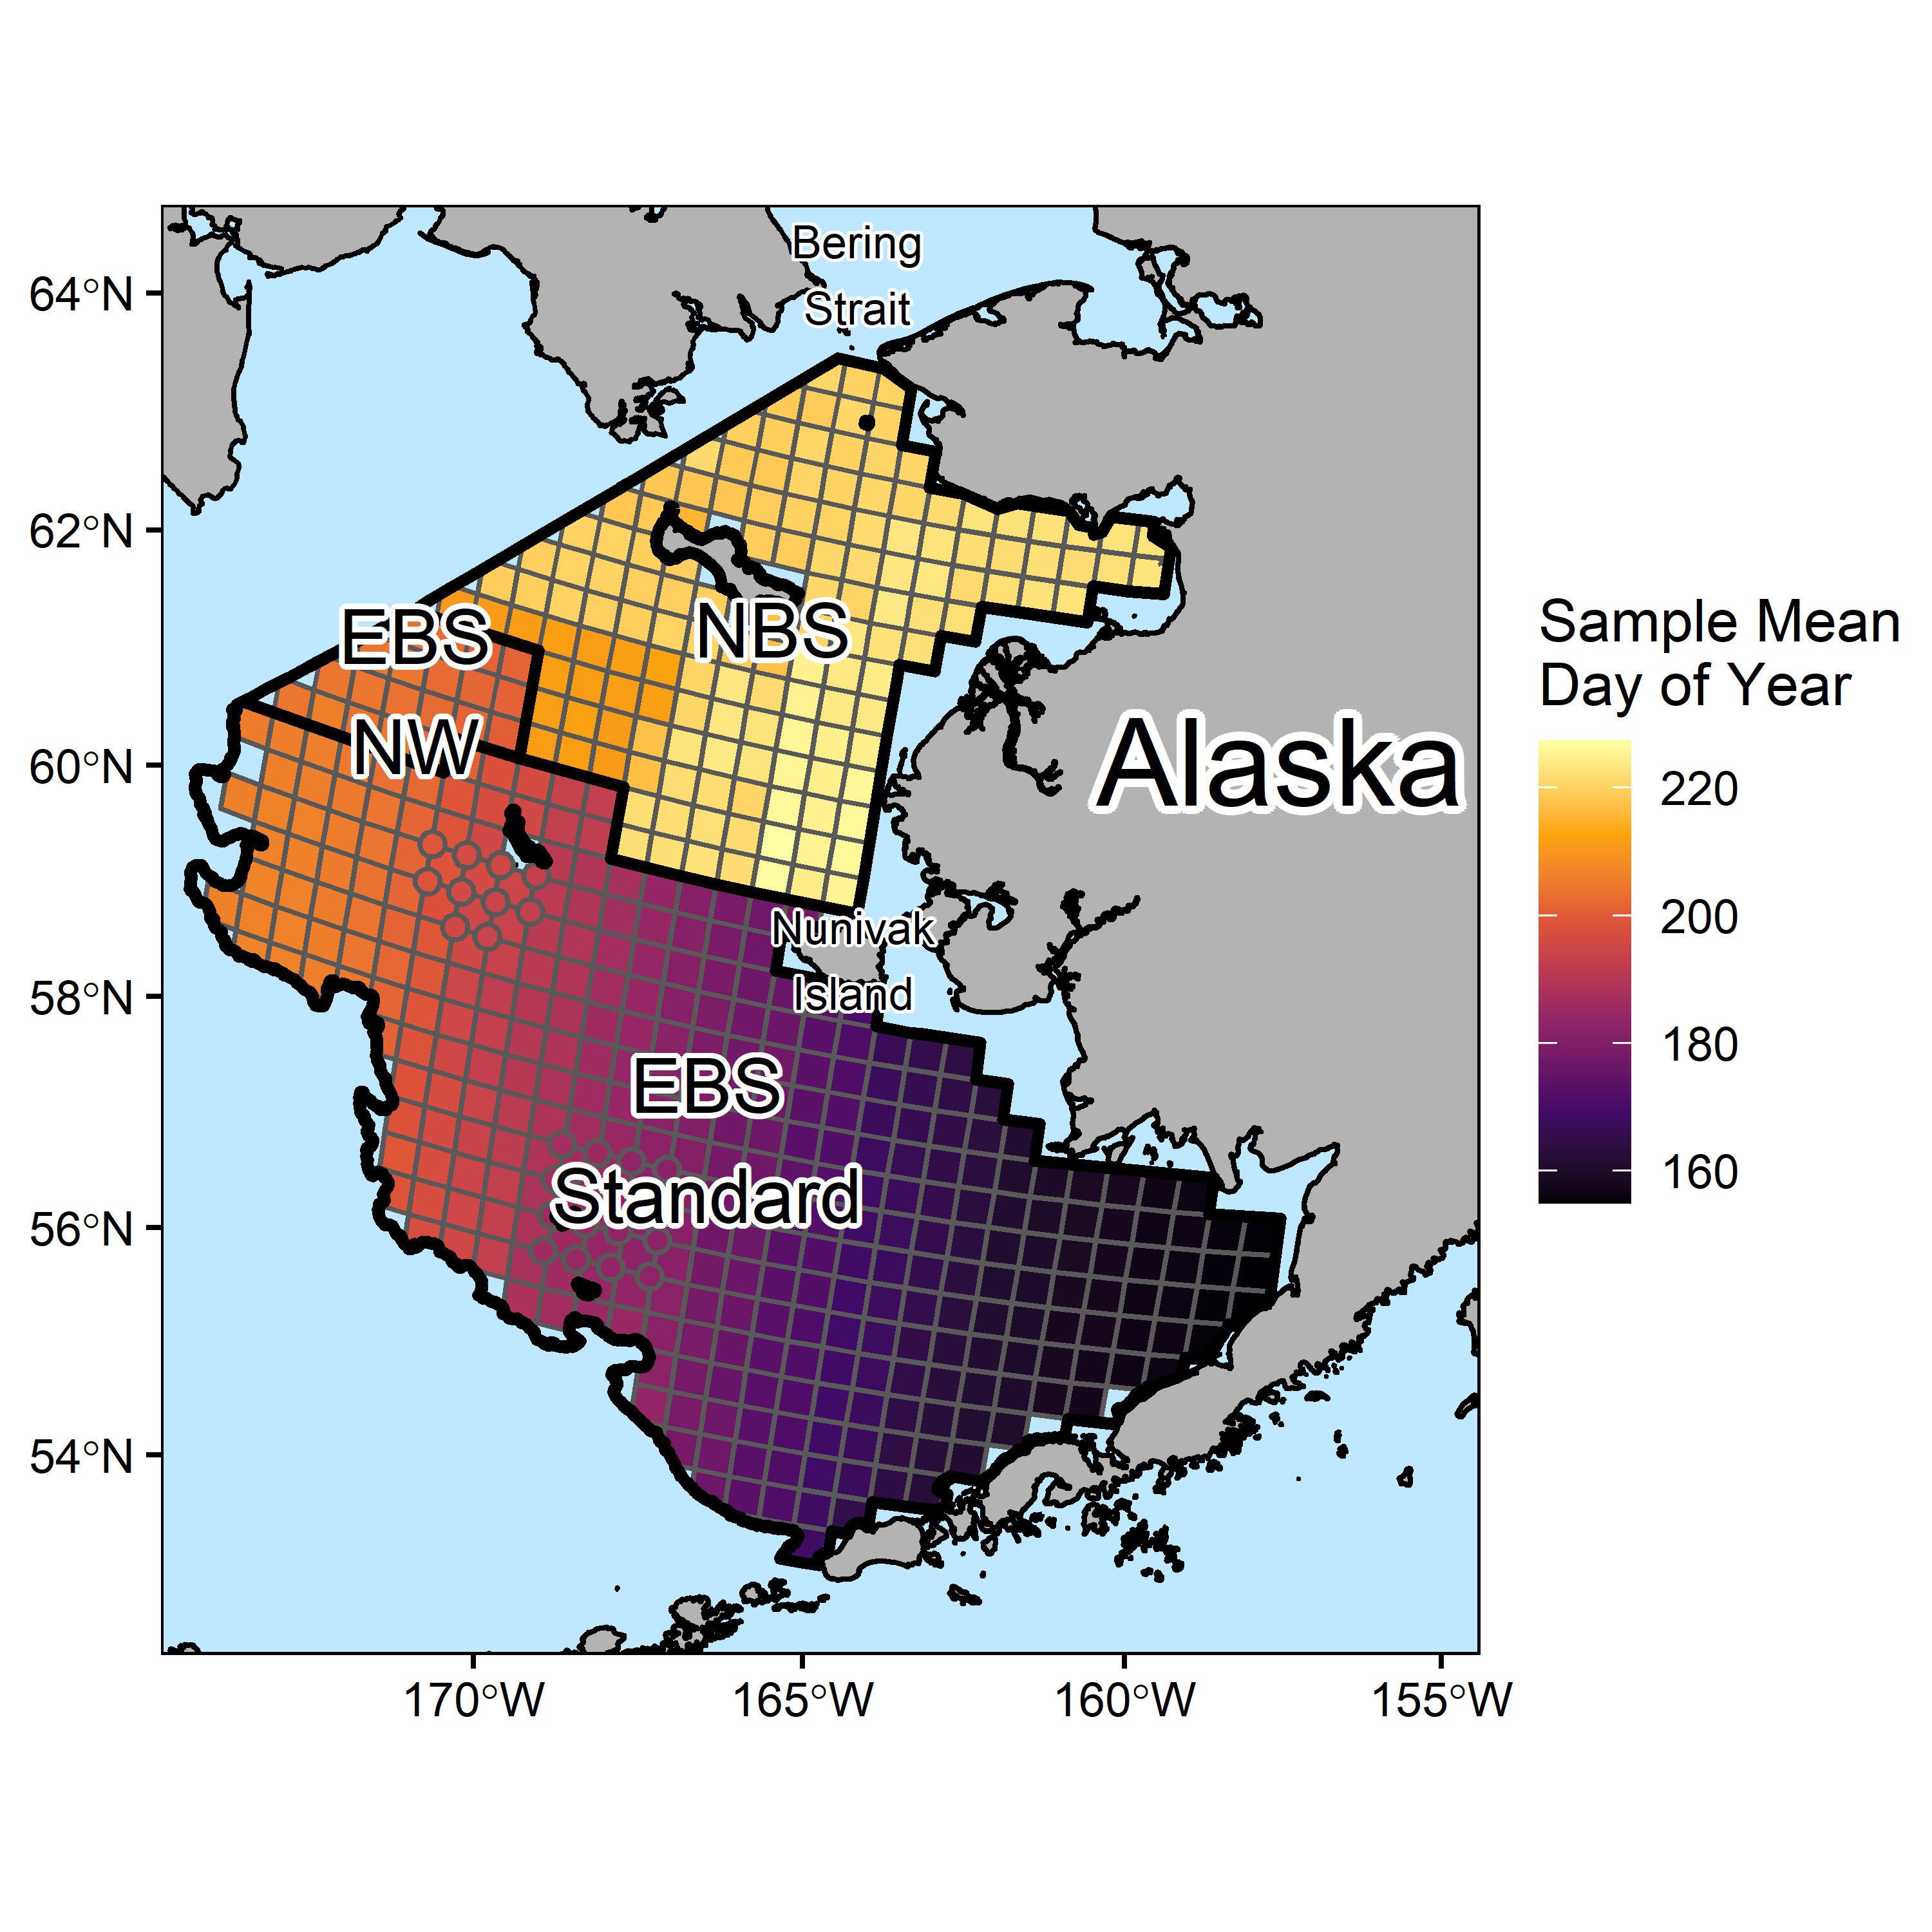 Bering
Strait
64°N
62°N
60°N
58°N
56°N
54°N
EBS
NW
NBS
Alaska
Nunivak
Island
EBS
Standard
170°W
165°W
160°W
155°W
Sample Mean
Day of Year
220
200
180
160